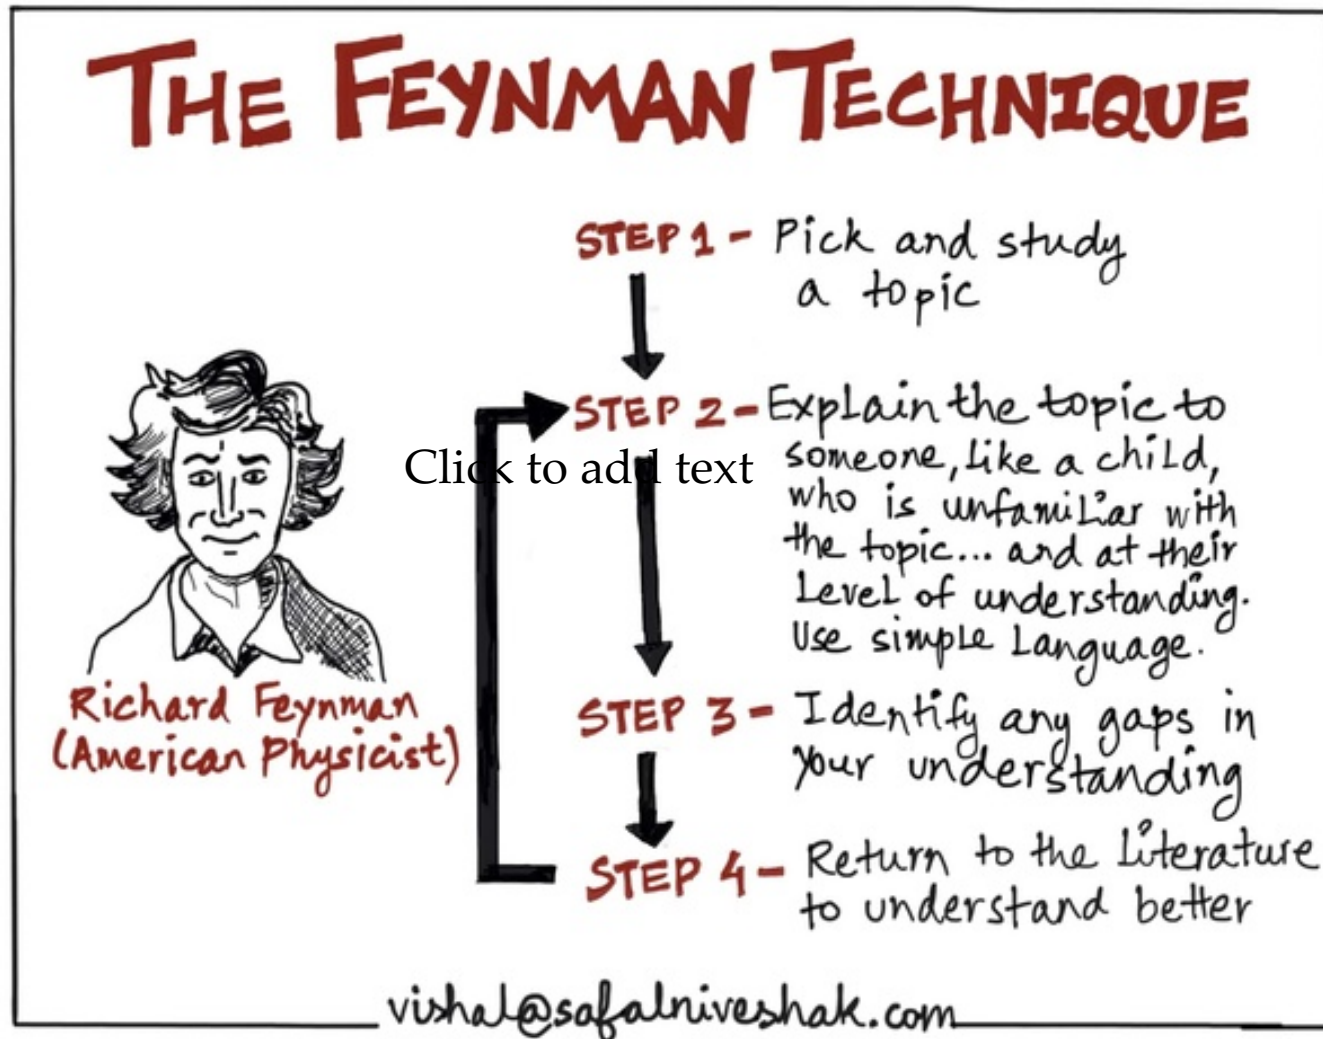 THE FEYNMAN TECHNIQUE
STEP 1 - Pick and study
a topic
STEP 2 - Explain the topic to
Click to add text
someone, like a child,
who is unfamiliar with
the topic... and at their
Level of understanding.
Use simple Language.
Richard Feynman
(American Physicist)
STEP 3 - Identify any gaps in
your understanding
STEP 4 - Return to the Literature
to understand better
vishal@safalniveshak.com